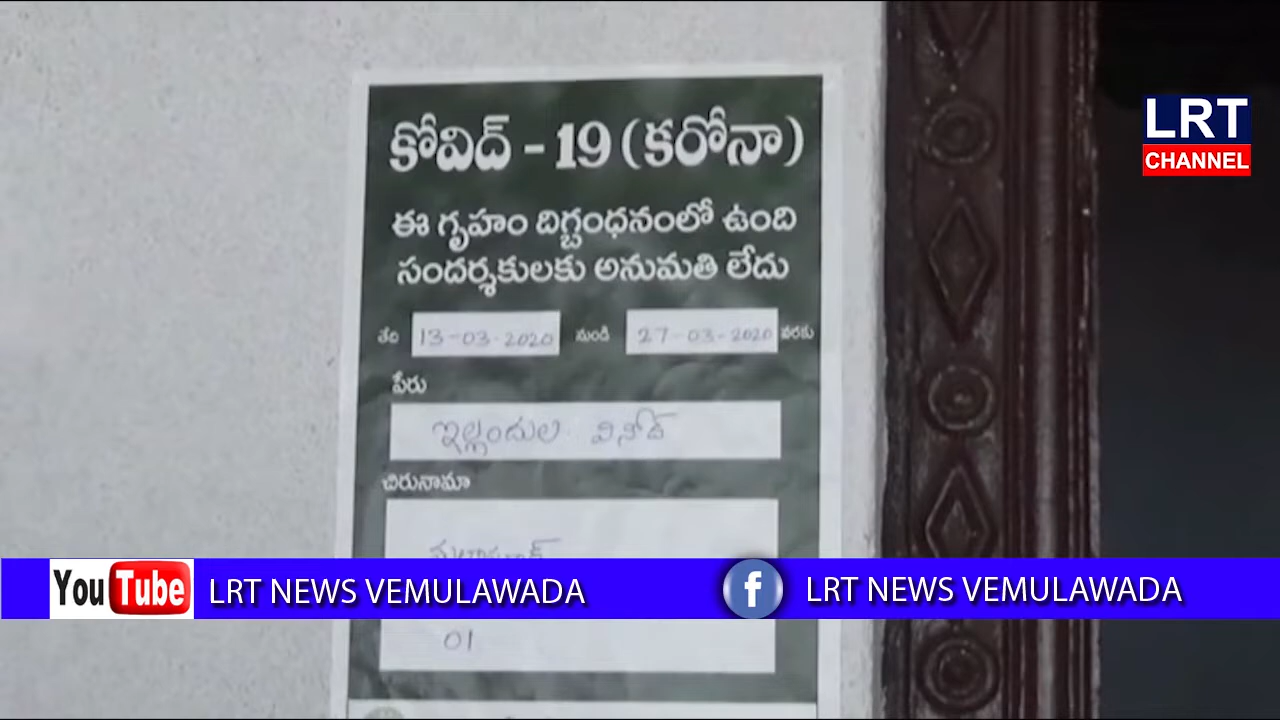 కోవిద్ - 19 (కరోనా)
ఈ గృహం దిగ్బంధనంలో ఉంది
సందర్శకులకు అనుమతి లేదు
తేది 13-03-2020 నుండి 27-03-2020 వరకు
పేరు
ఇల్లందుల వినోద్
చిరునామా
01
LRT
CHANNEL
YouTube LRT NEWS VEMULAWADA
f LRT NEWS VEMULAWADA